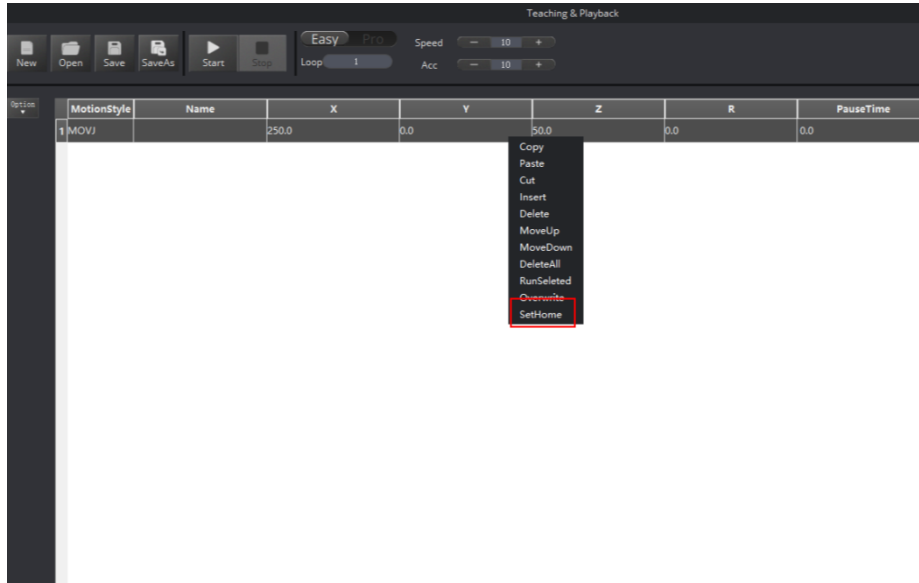 Teaching & Playback
New Open Save SaveAs Start Stop Easy Pro Speed 10
Loop 1 Acc 10
Option MotionStyle Name X Y Z R PauseTime
1 MOVJ 250.0 0.0 50.0 0.0 0.0
Copy
Paste
Cut
Insert
Delete
MoveUp
MoveDown
DeleteAll
RunSeleted
Overwrite
SetHome